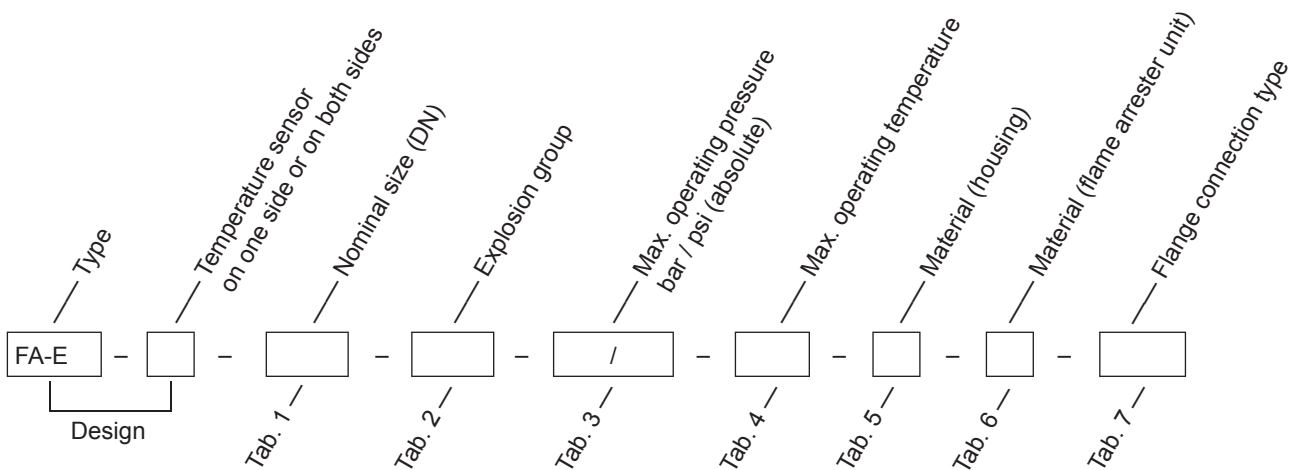 Type
Temperature sensor
on one side or on both sides
Nominal size (DN)
Explosion group
Max. operating pressure
bar / psi (absolute)
Max. operating temperature
Material (housing)
Material (flame arrester unit)
Flange connection type
FA-E – – – – / – – – –
Design
Tab. 1
Tab. 2
Tab. 3
Tab. 4
Tab. 5
Tab. 6
Tab. 7